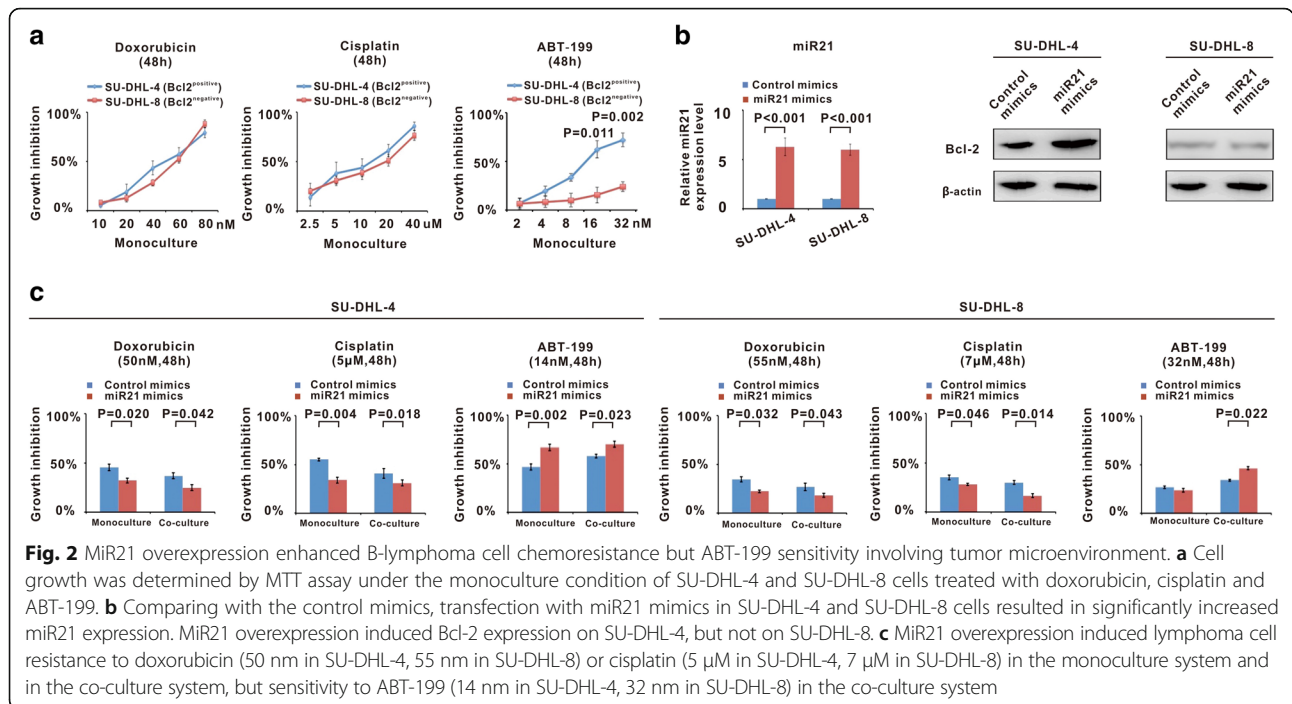 a
Doxorubicin
(48h)
SU-DHL-4 (Bcl2positive)
SU-DHL-8 (Bcl2negative)
Growth inhibition
100%
50%
0%
10 20 40 60 80 nM
Monoculture
Cisplatin
(48h)
SU-DHL-4 (Bcl2positive)
SU-DHL-8 (Bcl2negative)
Growth inhibition
100%
50%
0%
2.5 5 10 20 40 uM
Monoculture
ABT-199
(48h)
SU-DHL-4 (Bcl2positive)
SU-DHL-8 (Bcl2negative)
P=0.002
P=0.011
Growth inhibition
100%
50%
0%
2 4 8 16 32 nM
Monoculture
b
miR21
Control mimics
miR21 mimics
P<0.001 P<0.001
Relative miR21
expression level
10
5
0
SU-DHL-4
SU-DHL-8
SU-DHL-4
Control mimics
miR21 mimics
SU-DHL-8
Control mimics
miR21 mimics
Bcl-2
β-actin
c
SU-DHL-4
Doxorubicin
(50nM,48h)
Control mimics
miR21 mimics
P=0.020 P=0.042
Growth inhibition
100%
50%
0%
Monoculture Co-culture
Cisplatin
(5μM,48h)
Control mimics
miR21 mimics
P=0.004 P=0.018
Growth inhibition
100%
50%
0%
Monoculture Co-culture
ABT-199
(14nM,48h)
Control mimics
miR21 mimics
P=0.002 P=0.023
Growth inhibition
100%
50%
0%
Monoculture Co-culture
SU-DHL-8
Doxorubicin
(55nM,48h)
Control mimics
miR21 mimics
P=0.032 P=0.043
Growth inhibition
100%
50%
0%
Monoculture Co-culture
Cisplatin
(7μM,48h)
Control mimics
miR21 mimics
P=0.046 P=0.014
Growth inhibition
100%
50%
0%
Monoculture Co-culture
ABT-199
(32nM,48h)
Control mimics
miR21 mimics
P=0.022
Growth inhibition
100%
50%
0%
Monoculture Co-culture
Fig. 2 MiR21 overexpression enhanced B-lymphoma cell chemoresistance but ABT-199 sensitivity involving tumor microenvironment. a Cell
growth was determined by MTT assay under the monoculture condition of SU-DHL-4 and SU-DHL-8 cells treated with doxorubicin, cisplatin and
ABT-199. b Comparing with the control mimics, transfection with miR21 mimics in SU-DHL-4 and SU-DHL-8 cells resulted in significantly increased
miR21 expression. MiR21 overexpression induced Bcl-2 expression on SU-DHL-4, but not on SU-DHL-8. c MiR21 overexpression induced lymphoma cell
resistance to doxorubicin (50 nm in SU-DHL-4, 55 nm in SU-DHL-8) or cisplatin (5 μM in SU-DHL-4, 7 μM in SU-DHL-8) in the monoculture system and
in the co-culture system, but sensitivity to ABT-199 (14 nm in SU-DHL-4, 32 nm in SU-DHL-8) in the co-culture system